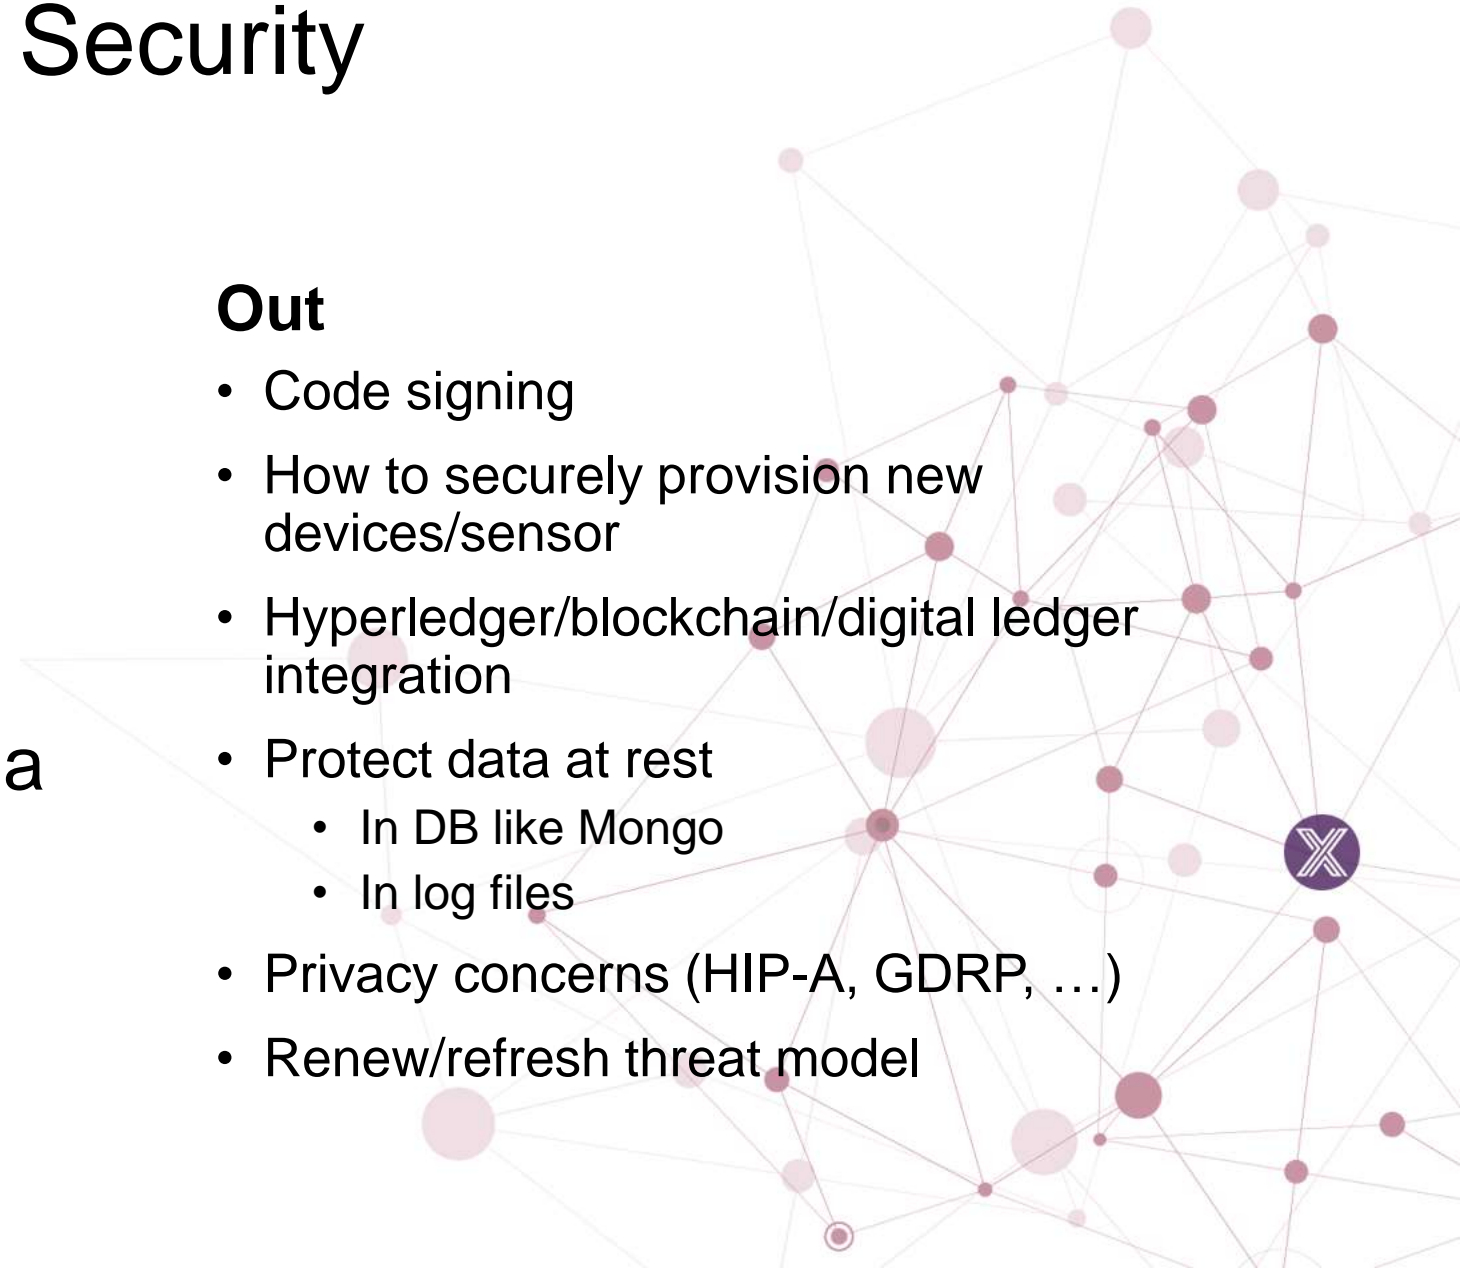 Security
Out
• Code signing
• How to securely provision new
devices/sensor
• Hyperledger/blockchain/digital ledger
integration
a
• Protect data at rest
• In DB like Mongo
• In log files
• Privacy concerns (HIP-A, GDRP, …)
• Renew/refresh threat model